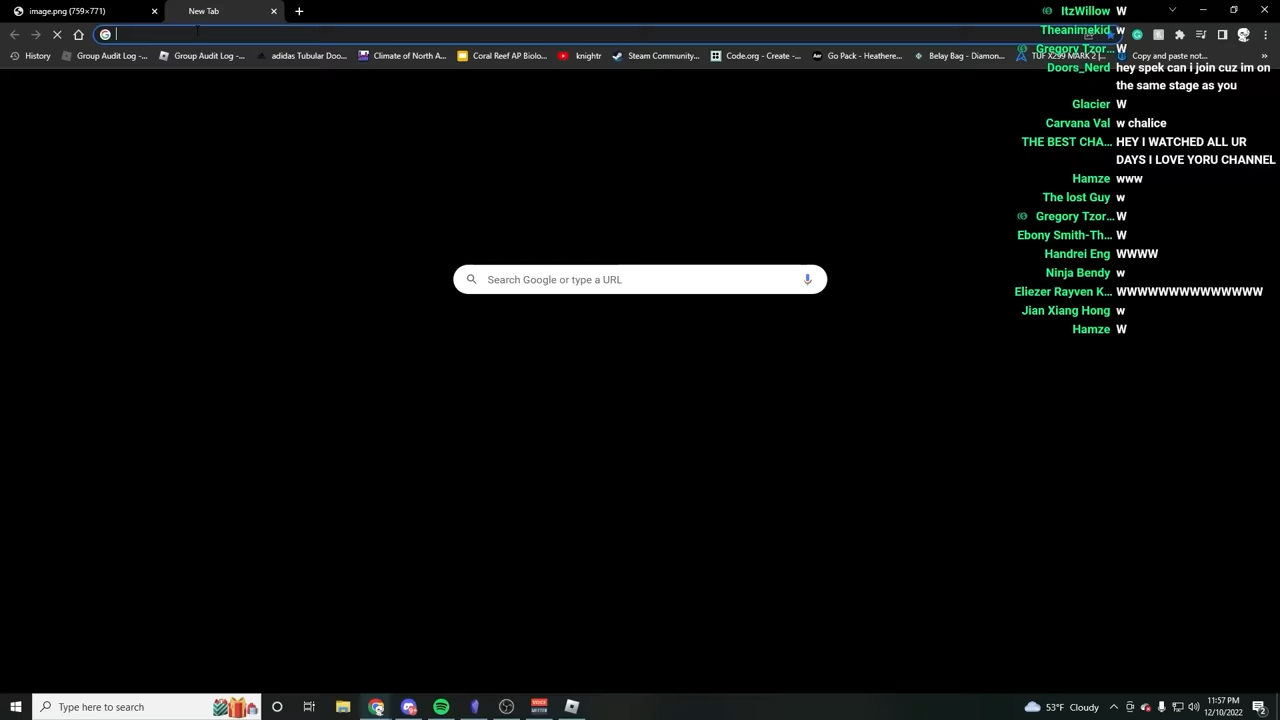 image.png (759×771)
New Tab
History
Group Audit Log -...
Group Audit Log -...
adidas Tubular Doo...
Climate of North A...
Coral Reef AP Biolo...
knightr
Steam Community...
Code.org - Create -...
Go Pack - Heathere...
Belay Bag - Diamon...
TUF X299 MARK 2 |...
Copy and paste not...
»
Search Google or type a URL
ItzWillow W
Theanimekid w
Gregory Tzor... W
Doors_Nerd hey spek can i join cuz im on
the same stage as you
Glacier W
Carvana Val w chalice
THE BEST CHA... HEY I WATCHED ALL UR
DAYS I LOVE YORU CHANNEL
Hamze www
The lost Guy w
Gregory Tzor... W
Ebony Smith-Th... W
Handrei Eng WWWW
Ninja Bendy w
Eliezer Rayven K... WWWWWWWWWWWWWW
Jian Xiang Hong w
Hamze W
Type here to search
53°F Cloudy
11:57 PM
12/10/2022